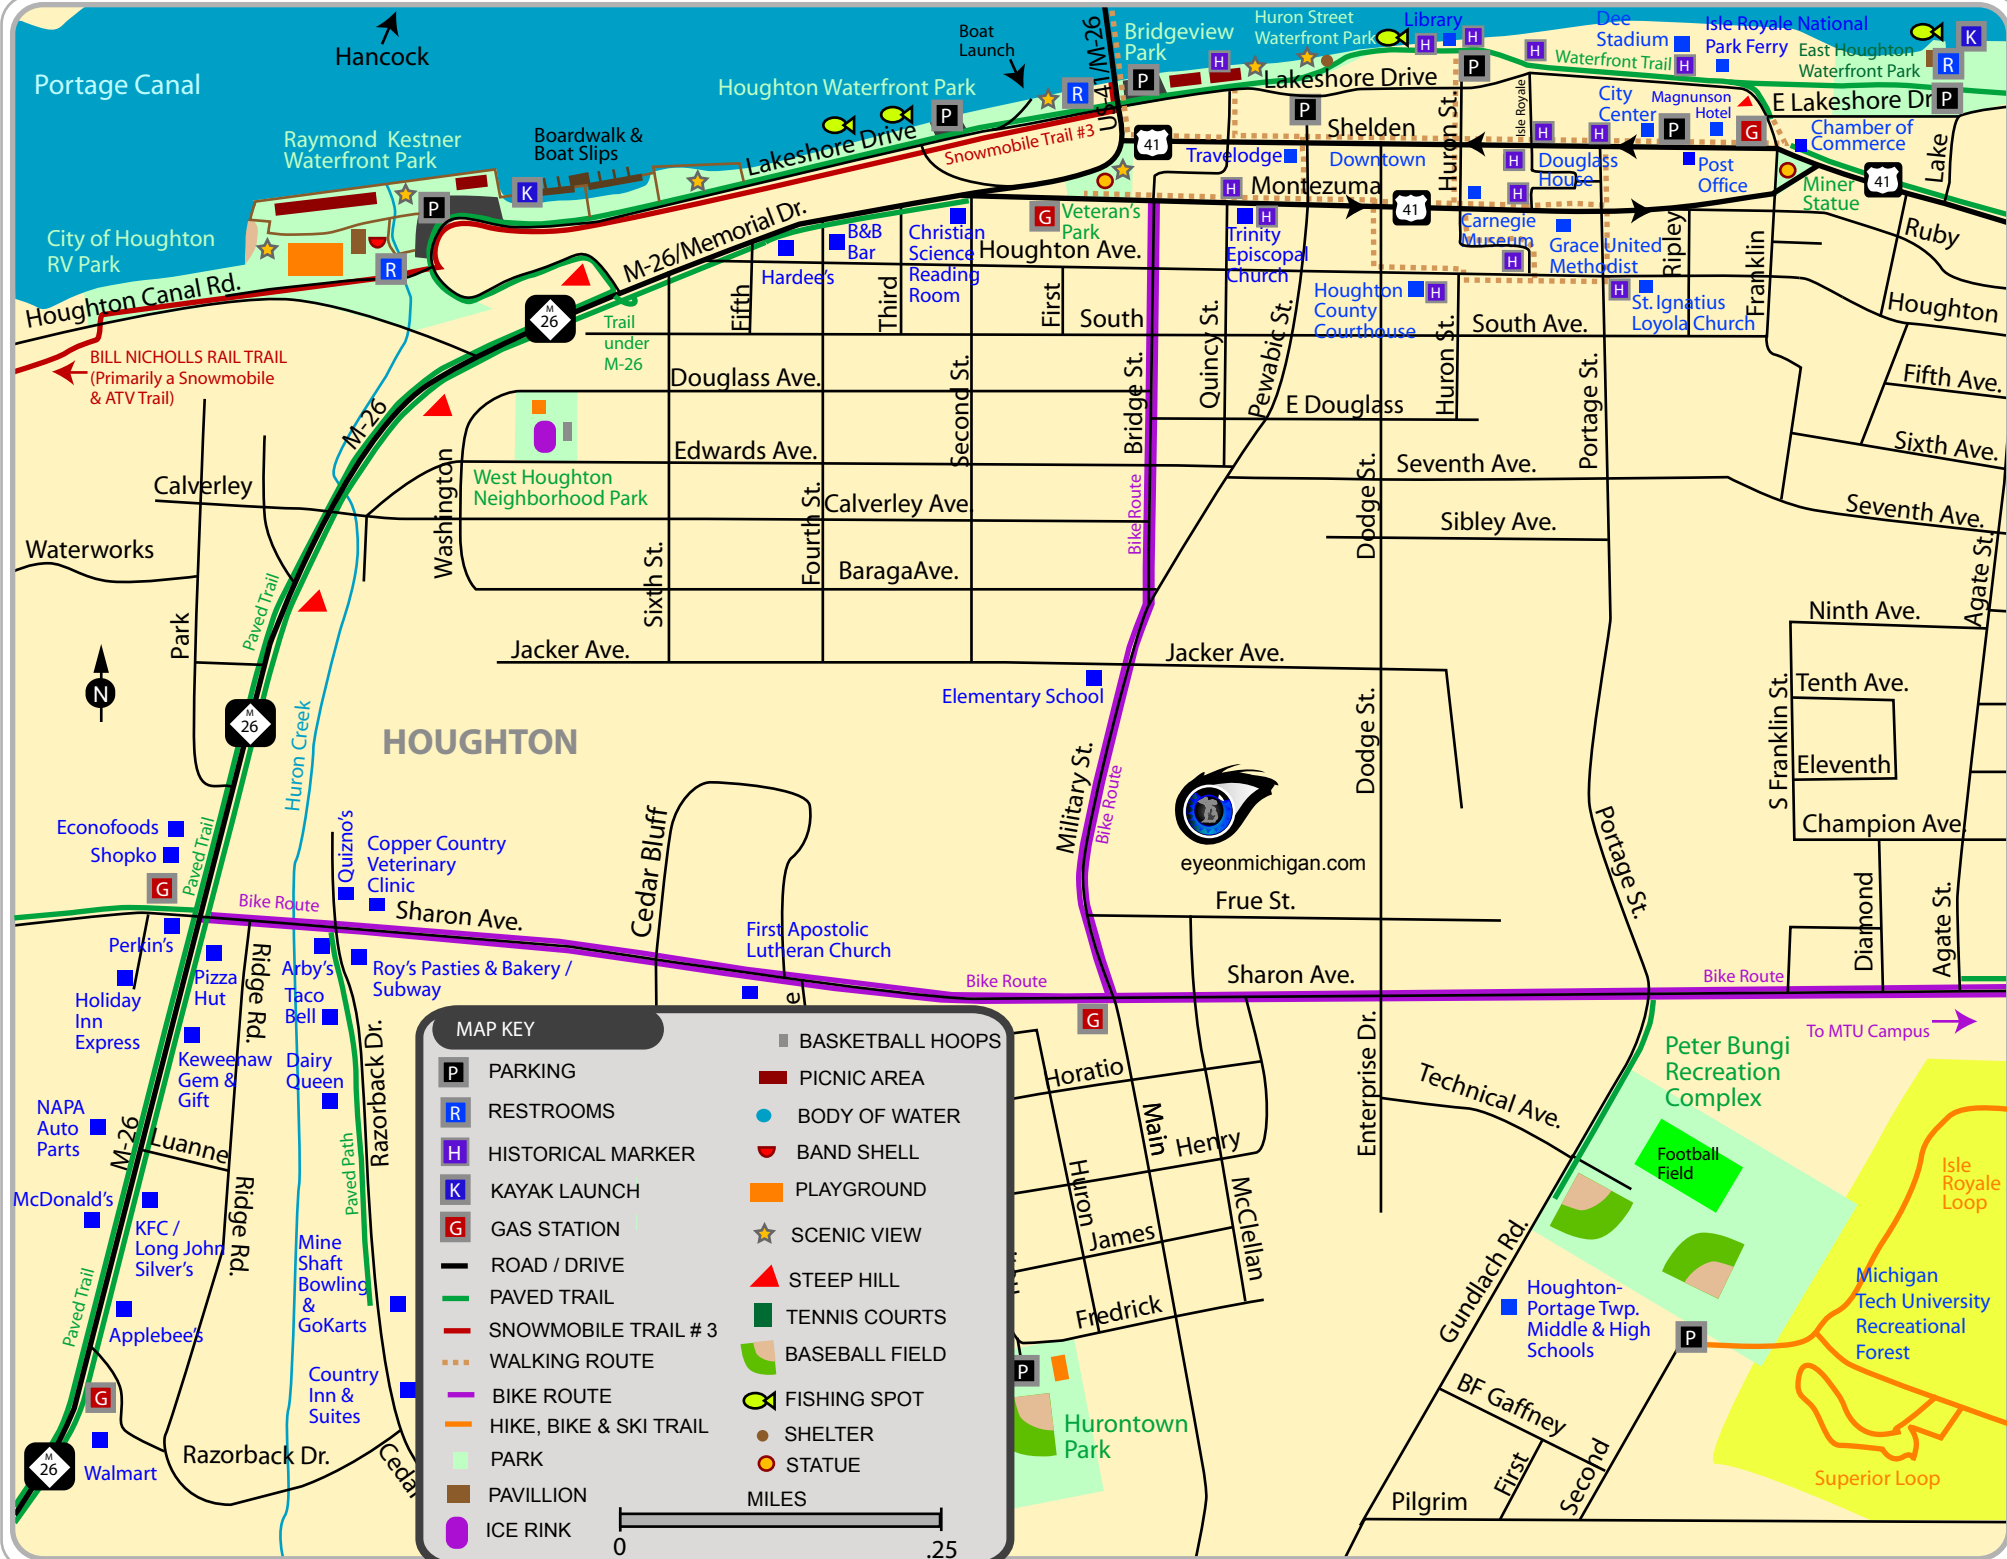 Portage Canal
Hancock
Boat
Launch
Houghton Waterfront Park
US-41/M-26
Bridgeview
Park
Huron Street
Waterfront Park
Library
Dee
Stadium
Isle Royale National
Park Ferry
East Houghton
Waterfront Park
Waterfront Trail
Lakeshore Drive
E Lakeshore Dr
Raymond Kestner
Waterfront Park
Boardwalk &
Boat Slips
Lakeshore Drive
Snowmobile Trail #3
Shelden
Huron St.
Isle Royale
City
Center
Magnunson
Hotel
Chamber of
Commerce
Lake
Travelodge
Downtown
Douglass
House
Post
Office
Miner
Statue
41
41
41
Montezuma
Carnegie
Museum
Grace United
Methodist
Ripley
Franklin
Ruby
City of Houghton
RV Park
Houghton Canal Rd.
M-26/Memorial Dr.
Hardee's
B&B
Bar
Christian
Science
Reading
Room
Veteran's
Park
Houghton Ave.
Trinity
Episcopal
Church
Houghton
County
Courthouse
St. Ignatius
Loyola Church
Houghton
BILL NICHOLLS RAIL TRAIL
(Primarily a Snowmobile
& ATV Trail)
M
26
Trail
under
M-26
Fifth
Third
First
South
South Ave.
Quincy St.
Pewabic St.
Huron St.
Portage St.
M-26
Douglass Ave.
Second St.
Bridge St.
E Douglass
Fifth Ave.
Edwards Ave.
Seventh Ave.
Sixth Ave.
West Houghton
Neighborhood Park
Calverley
Washington
Fourth St.
Calverley Ave.
Bike Route
Dodge St.
Sibley Ave.
Seventh Ave.
Waterworks
Sixth St.
BaragaAve.
Agate St.
Paved Trail
Park
Ninth Ave.
Jacker Ave.
Jacker Ave.
Elementary School
Tenth Ave.
S Franklin St.
N
M
26
Huron Creek
HOUGHTON
Military St.
Bike Route
Dodge St.
Eleventh
eyeonmichigan.com
Portage St.
Champion Ave.
Econofoods
Shopko
Paved Trail
Quizno's
Copper Country
Veterinary
Clinic
Cedar Bluff
Bike Route
Sharon Ave.
First Apostolic
Lutheran Church
Frue St.
Diamond
Agate St.
Perkin's
Pizza
Hut
Ridge Rd.
Arby's
Roy's Pasties & Bakery /
Subway
Bike Route
Sharon Ave.
Bike Route
Holiday
Inn
Express
Taco
Bell
Keweenaw
Gem &
Gift
Dairy
Queen
Razorback Dr.
To MTU Campus
Peter Bungi
Recreation
Complex
NAPA
Auto
Parts
M-26
Luanne
Paved Path
Horatio
Main
Henry
Enterprise Dr.
Technical Ave.
Football
Field
Isle
Royale
Loop
McDonald's
KFC /
Long John
Silver's
Ridge Rd.
Mine
Shaft
Bowling
&
GoKarts
Huron
James
McClellan
Gundlach Rd.
Michigan
Tech University
Recreational
Forest
Paved Trail
Applebee's
Fredrick
Houghton-
Portage Twp.
Middle & High
Schools
Country
Inn &
Suites
BF Gaffney
Hurontown
Park
M
26
Walmart
Razorback Dr.
Cedar
First
Second
Pilgrim
Superior Loop
MAP KEY
P PARKING
R RESTROOMS
H HISTORICAL MARKER
K KAYAK LAUNCH
G GAS STATION
ROAD / DRIVE
PAVED TRAIL
SNOWMOBILE TRAIL # 3
WALKING ROUTE
BIKE ROUTE
HIKE, BIKE & SKI TRAIL
PARK
PAVILLION
ICE RINK
BASKETBALL HOOPS
PICNIC AREA
BODY OF WATER
BAND SHELL
PLAYGROUND
SCENIC VIEW
STEEP HILL
TENNIS COURTS
BASEBALL FIELD
FISHING SPOT
SHELTER
STATUE
MILES
0
.25